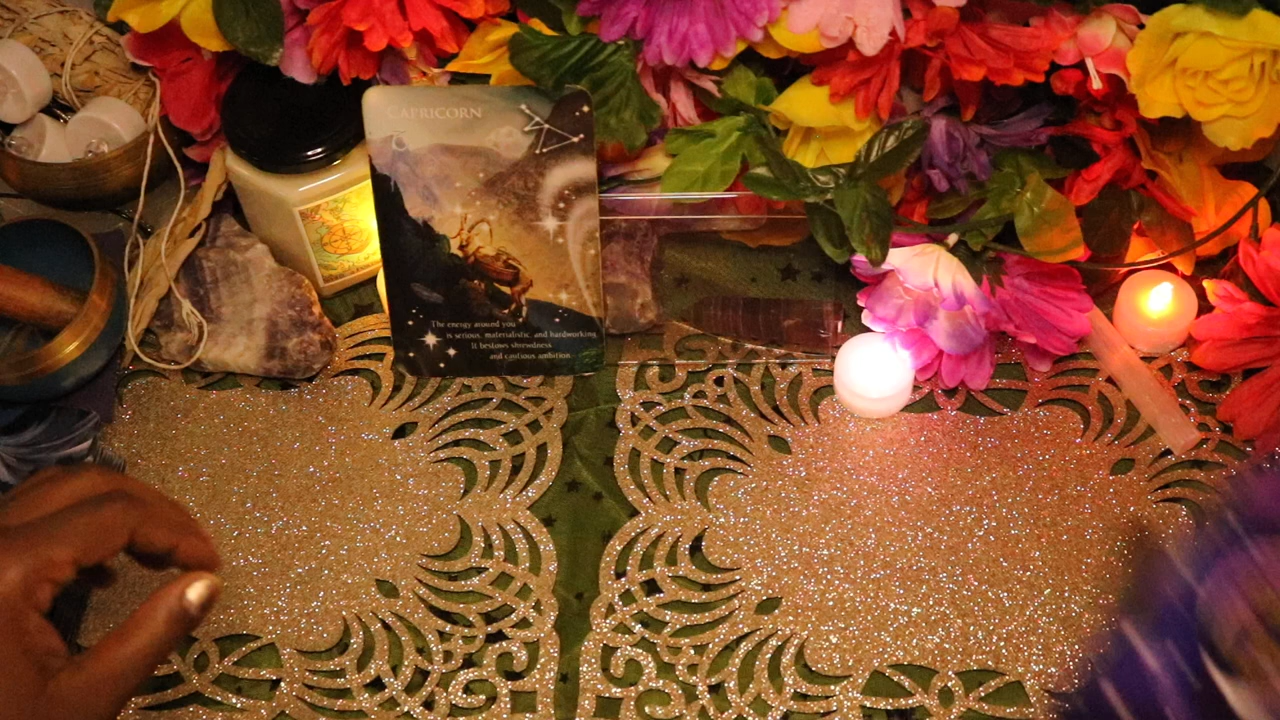 CAPRICORN
The energy around you
is serious, materialistic, and hardworking.
It bestows shrewdness
and cautious ambition.